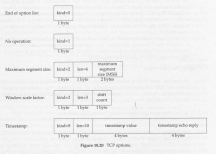 End of option list:
kind=0
1 byte
No operation:
kind=1
1 byte
Maximum segment size:
kind=2
len=4
maximum
segment
size (MSS)
1 byte
1 byte
2 bytes
Window scale factor:
kind=3
len=3
shift
count
1 byte
1 byte
1 byte
Timestamp:
kind=8
len=10
timestamp value
timestamp echo reply
1 byte
1 byte
4 bytes
4 bytes
Figure 18.20 TCP options.